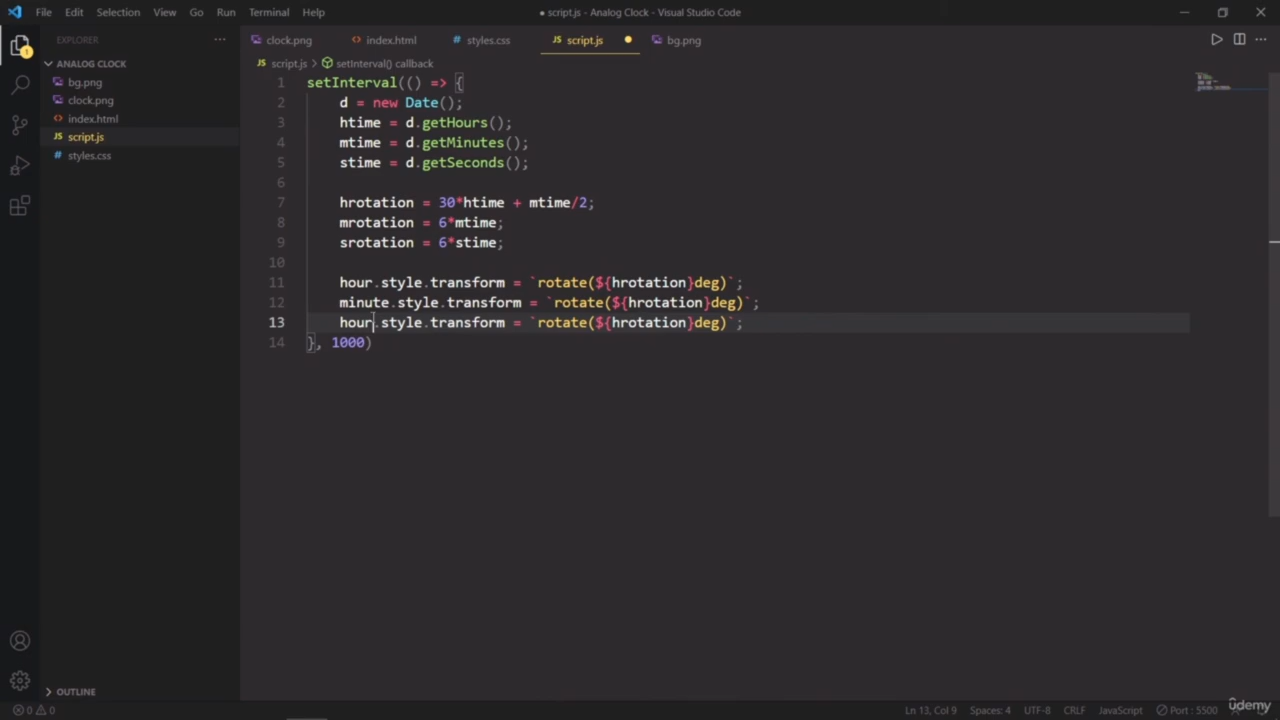 File Edit Selection View Go Run Terminal Help
● script.js - Analog Clock - Visual Studio Code
EXPLORER
clock.png index.html styles.css script.js bg.png
ANALOG CLOCK
bg.png
clock.png
index.html
JS script.js
styles.css
JS script.js > setInterval() callback
1 setInterval(() => {
2 d = new Date();
3 htime = d.getHours();
4 mtime = d.getMinutes();
5 stime = d.getSeconds();
6
7 hrotation = 30*htime + mtime/2;
8 mrotation = 6*mtime;
9 srotation = 6*stime;
10
11 hour.style.transform = `rotate(${hrotation}deg)`;
12 minute.style.transform = `rotate(${hrotation}deg)`;
13 hour.style.transform = `rotate(${hrotation}deg)`;
14 }, 1000)
OUTLINE
0 0
Ln 13, Col 9 Spaces: 4 UTF-8 CRLF JavaScript Port : 5500
ûdemy